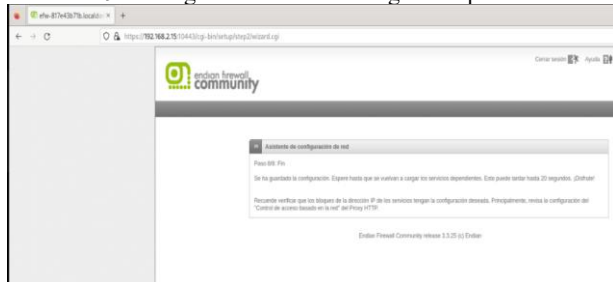 efw-817e43b71b.localdo
https://192.168.2.15:10443/cgi-bin/setup/step2/wizard.cgi
Cerrar sesión Ayuda
endian firewall
community
Asistente de configuración de red
Paso 8/8: Fin
Se ha guardado la configuración. Espere hasta que se vuelvan a cargar los servicios dependientes. Este puede tardar hasta 20 segundos. ¡Disfrute!
Recuerde verificar que los bloques de la dirección IP de los servicios tengan la configuración deseada. Principalmente, revisa la configuración del
"Control de acceso basado en la red" del Proxy HTTP.
Endian Firewall Community release 3.3.25 (c) Endian